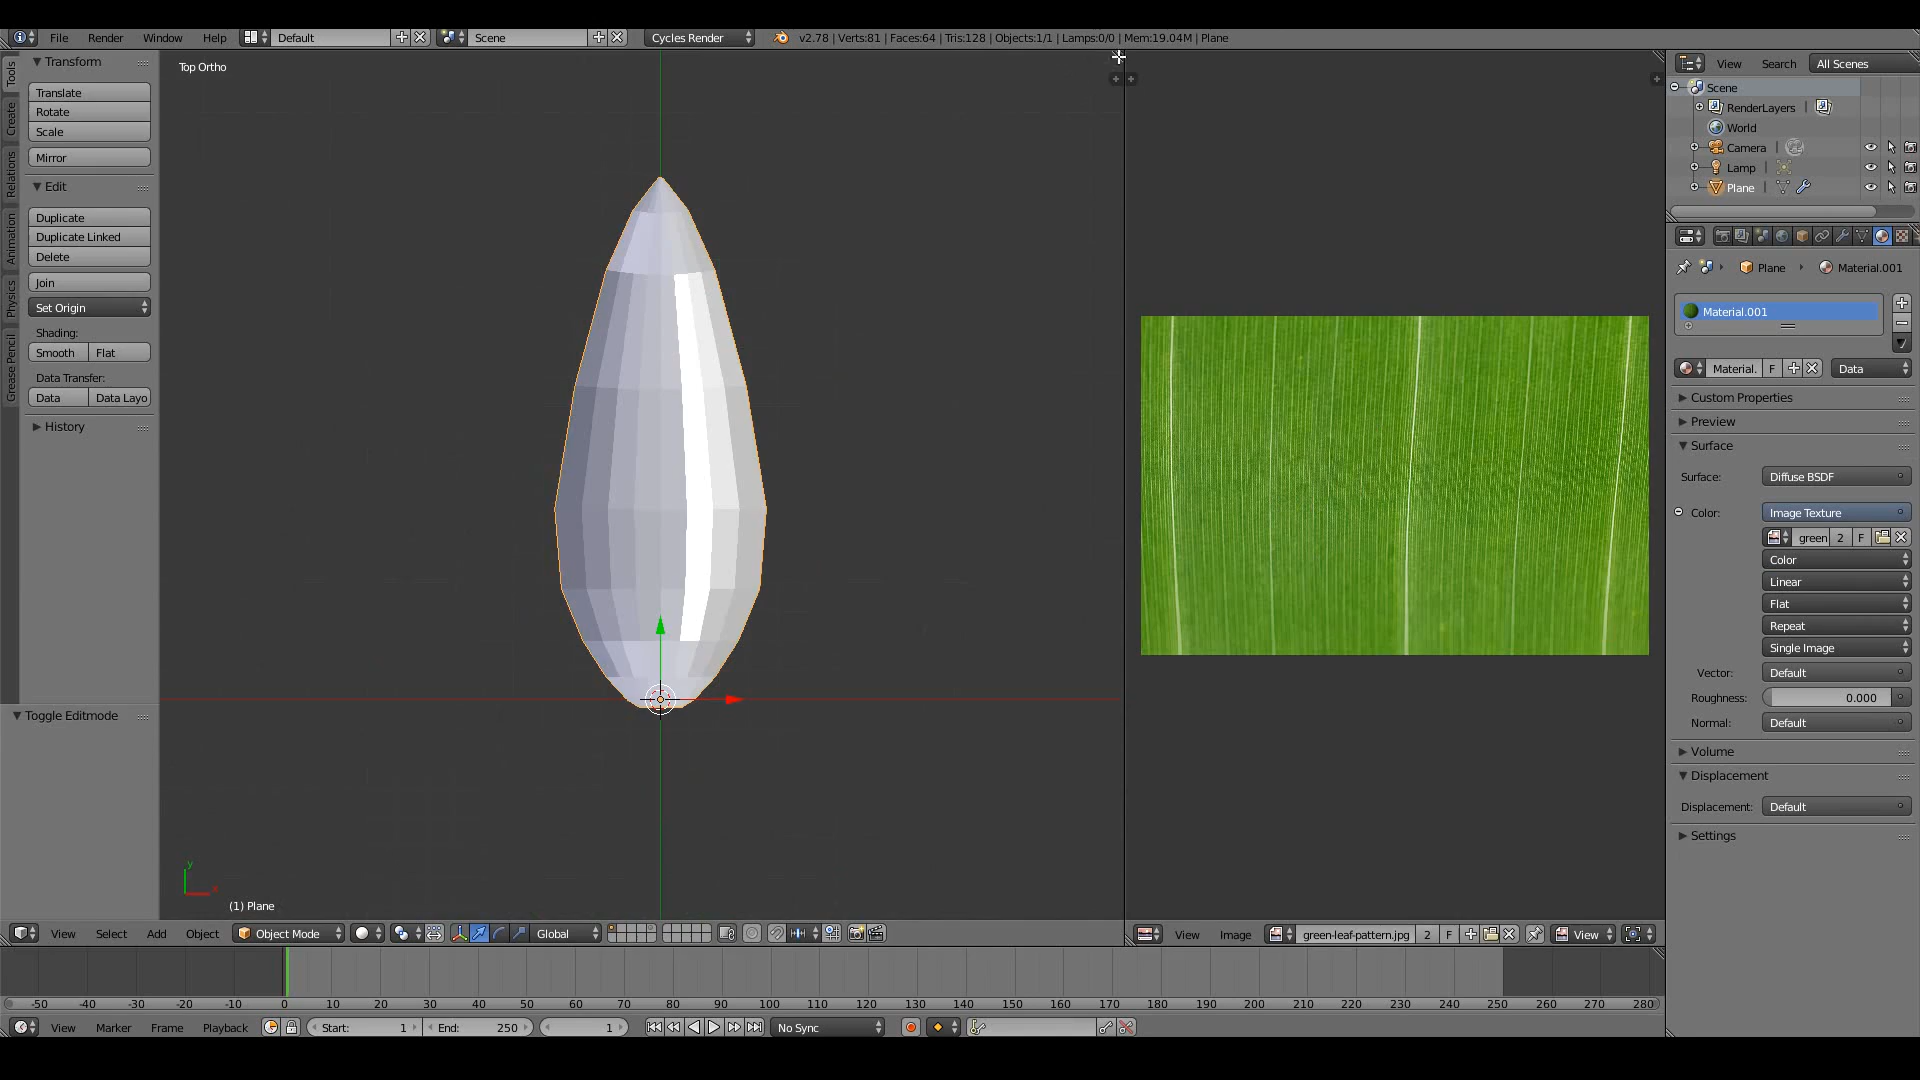 File Render Window Help Default Scene Cycles Render v2.78 | Verts:81 | Faces:64 | Tris:128 | Objects:1/1 | Lamps:0/0 | Mem:19.04M | Plane
Tools
Create
Relations
Animation
Physics
Grease Pencil
Transform
Translate
Rotate
Scale
Mirror
Edit
Duplicate
Duplicate Linked
Delete
Join
Set Origin
Shading:
Smooth Flat
Data Transfer:
Data Data Layo
History
Toggle Editmode
Top Ortho
y
x
(1) Plane
View Select Add Object Object Mode Global
View Image green-leaf-pattern.jpg 2 F View
View Search All Scenes
Scene
RenderLayers |
World
Camera |
Lamp |
Plane |
Plane Material.001
Material.001
Material. F Data
Custom Properties
Preview
Surface
Surface: Diffuse BSDF
Color: Image Texture
green 2 F
Color
Linear
Flat
Repeat
Single Image
Vector: Default
Roughness: 0.000
Normal: Default
Volume
Displacement
Displacement: Default
Settings
-50 -40 -30 -20 -10 0 10 20 30 40 50 60 70 80 90 100 110 120 130 140 150 160 170 180 190 200 210 220 230 240 250 260 270 280
View Marker Frame Playback Start: 1 End: 250 1 No Sync